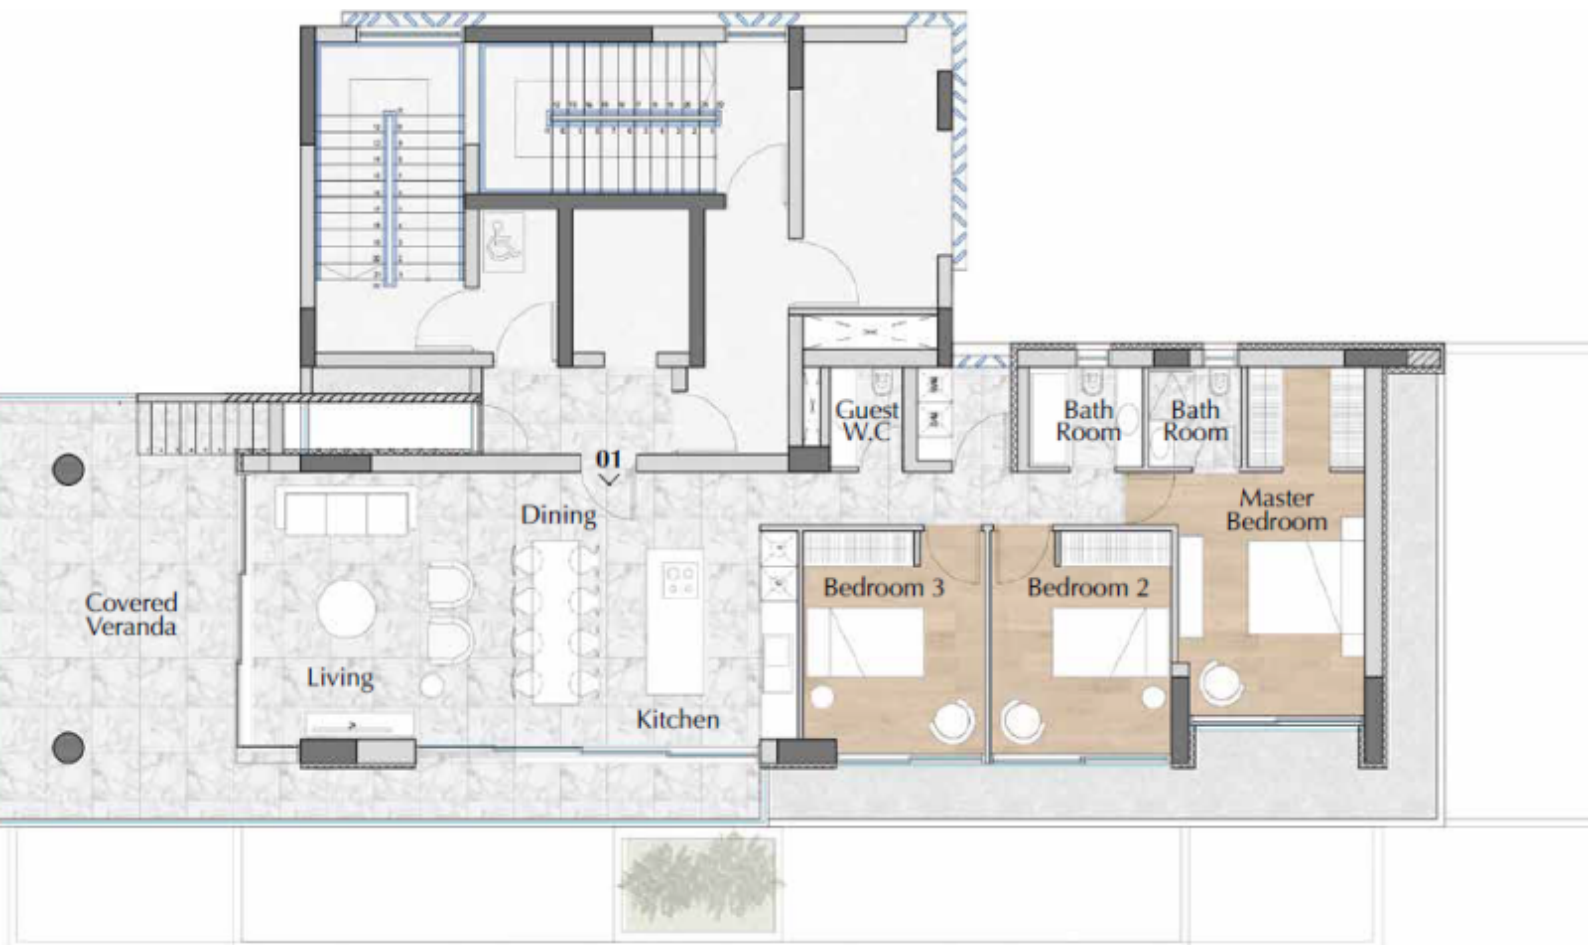 01
Guest
W.C
Bath
Room
Bath
Room
Dining
Master
Bedroom
Covered
Veranda
Bedroom 3
Bedroom 2
Living
Kitchen